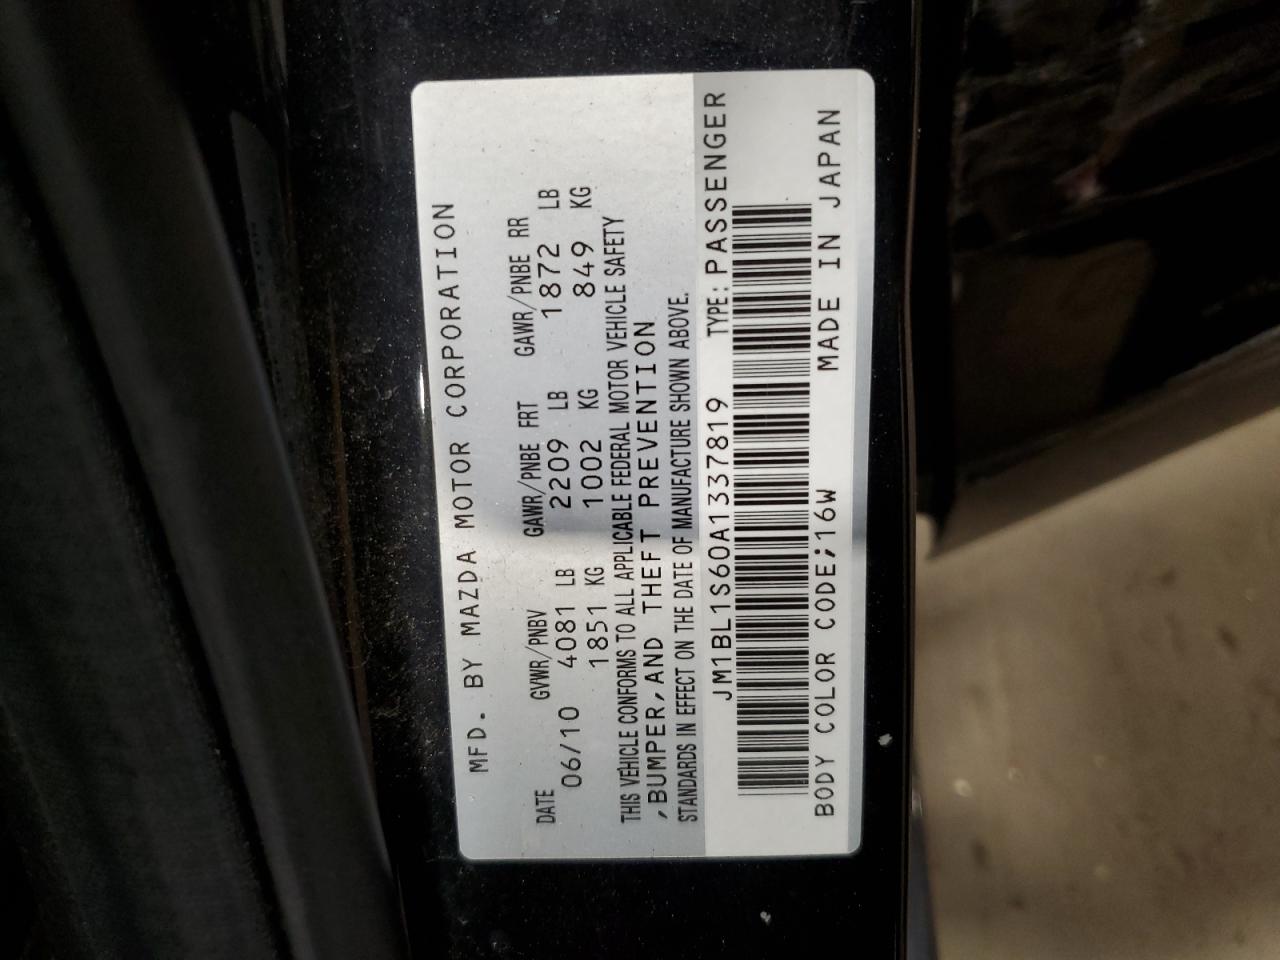 MFD. BY MAZDA MOTOR CORPORATION
DATE GVWR/PNBV GAWR/PNBE FRT GAWR/PNBE RR
06/10 4081 LB 2209 LB 1872 LB
1851 KG 1002 KG 849 KG
THIS VEHICLE CONFORMS TO ALL APPLICABLE FEDERAL MOTOR VEHICLE SAFETY
,BUMPER,AND THEFT PREVENTION
STANDARDS IN EFFECT ON THE DATE OF MANUFACTURE SHOWN ABOVE.
JM1BL1S60A1337819 TYPE: PASSENGER
BODY COLOR CODE;16W MADE IN JAPAN